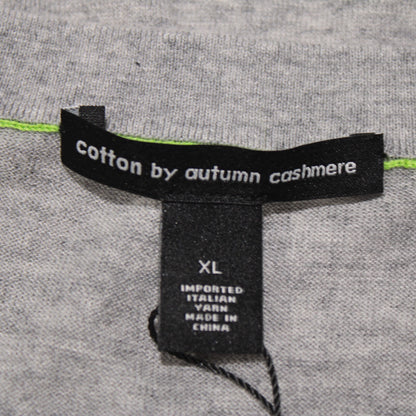 cotton by autumn cashmere
XL
IMPORTED
ITALIAN
YARN
MADE IN
CHINA